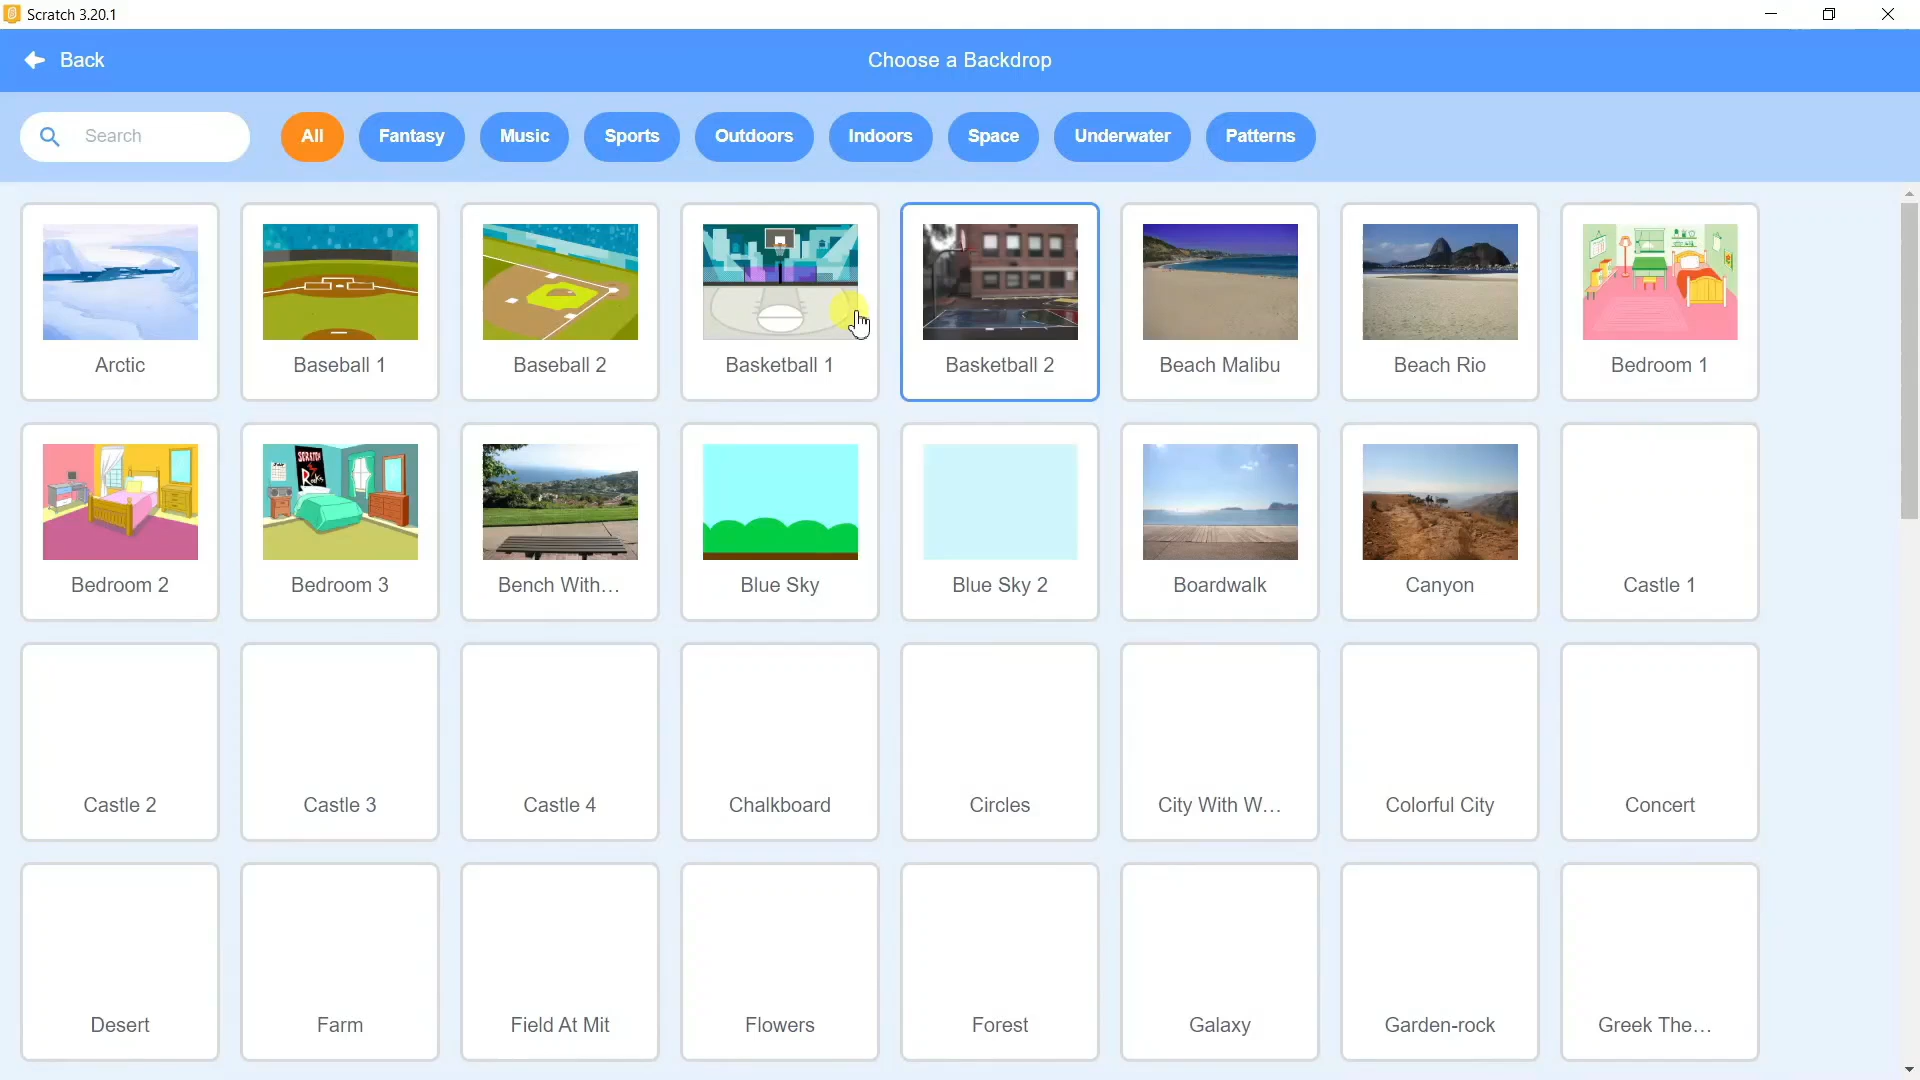 Scratch 3.20.1
Back
Choose a Backdrop
Search
All Fantasy Music Sports Outdoors Indoors Space Underwater Patterns
Arctic Baseball 1 Baseball 2 Basketball 1 Basketball 2 Beach Malibu Beach Rio Bedroom 1
SCRATCH
Rocks
Bedroom 2 Bedroom 3 Bench With... Blue Sky Blue Sky 2 Boardwalk Canyon Castle 1
Castle 2 Castle 3 Castle 4 Chalkboard Circles City With W... Colorful City Concert
Desert Farm Field At Mit Flowers Forest Galaxy Garden-rock Greek The...